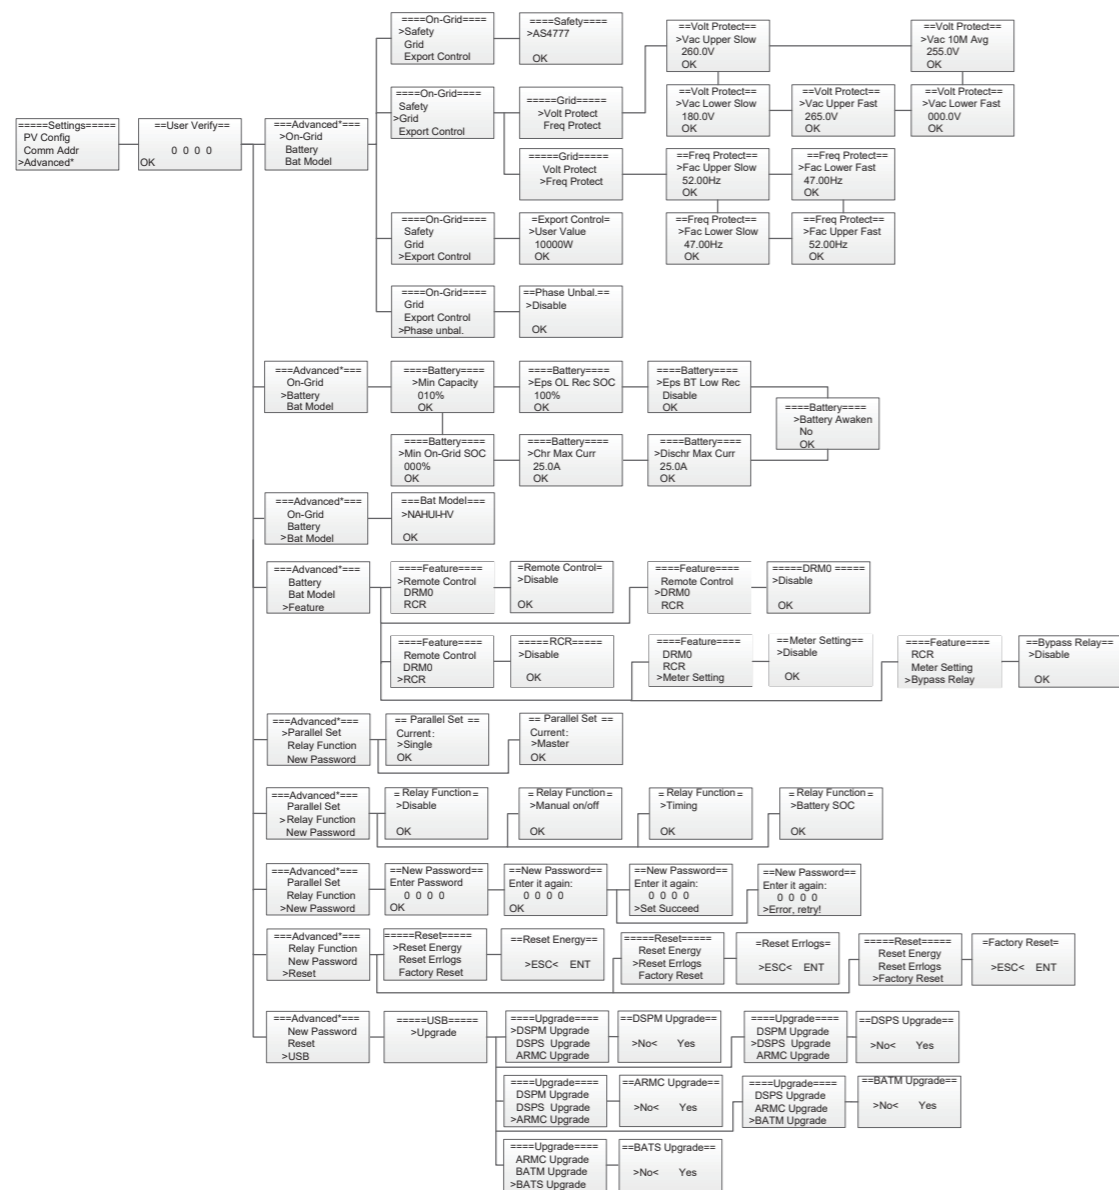 =====Settings=====
PV Config
Comm Addr
>Advanced*
==User Verify==
0 0 0 0
OK
===Advanced*===
>On-Grid
Battery
Bat Model
====On-Grid====
>Safety
Grid
Export Control
====Safety====
>AS4777
OK
====On-Grid====
Safety
>Grid
Export Control
=====Grid=====
>Volt Protect
Freq Protect
==Volt Protect==
>Vac Upper Slow
260.0V
OK
==Volt Protect==
>Vac 10M Avg
255.0V
OK
==Volt Protect==
>Vac Lower Slow
180.0V
OK
==Volt Protect==
>Vac Upper Fast
265.0V
OK
==Volt Protect==
>Vac Lower Fast
000.0V
OK
=====Grid=====
Volt Protect
>Freq Protect
==Freq Protect==
>Fac Upper Slow
52.00Hz
OK
==Freq Protect==
>Fac Lower Fast
47.00Hz
OK
==Freq Protect==
>Fac Lower Slow
47.00Hz
OK
==Freq Protect==
>Fac Upper Fast
52.00Hz
OK
====On-Grid====
Safety
Grid
>Export Control
=Export Control=
>User Value
10000W
OK
====On-Grid====
Grid
Export Control
>Phase unbal.
==Phase Unbal.==
>Disable
OK
===Advanced*===
On-Grid
>Battery
Bat Model
====Battery====
>Min Capacity
010%
OK
====Battery====
>Eps OL Rec SOC
100%
OK
====Battery====
>Eps BT Low Rec
Disable
OK
====Battery====
>Battery Awaken
No
OK
====Battery====
>Min On-Grid SOC
000%
OK
====Battery====
>Chr Max Curr
25.0A
OK
====Battery====
>Dischr Max Curr
25.0A
OK
===Advanced*===
On-Grid
Battery
>Bat Model
===Bat Model===
>NAHUI-HV
OK
===Advanced*===
Battery
Bat Model
>Feature
====Feature====
>Remote Control
DRM0
RCR
=Remote Control=
>Disable
OK
====Feature====
Remote Control
>DRM0
RCR
=====DRM0 =====
>Disable
OK
====Feature====
Remote Control
DRM0
>RCR
=====RCR=====
>Disable
OK
====Feature====
DRM0
RCR
>Meter Setting
==Meter Setting==
>Disable
OK
====Feature====
RCR
Meter Setting
>Bypass Relay
==Bypass Relay==
>Disable
OK
===Advanced*===
>Parallel Set
Relay Function
New Password
== Parallel Set ==
Current:
>Single
OK
== Parallel Set ==
Current:
>Master
OK
===Advanced*===
Parallel Set
>Relay Function
New Password
= Relay Function =
>Disable
OK
= Relay Function =
>Manual on/off
OK
= Relay Function =
>Timing
OK
= Relay Function =
>Battery SOC
OK
===Advanced*===
Parallel Set
Relay Function
>New Password
==New Password==
Enter Password
0 0 0 0
OK
==New Password==
Enter it again:
0 0 0 0
OK
==New Password==
Enter it again:
0 0 0 0
>Set Succeed
==New Password==
Enter it again:
0 0 0 0
>Error, retry!
===Advanced*===
Relay Function
New Password
>Reset
=====Reset=====
>Reset Energy
Reset Errlogs
Factory Reset
==Reset Energy==
>ESC< ENT
=====Reset=====
Reset Energy
>Reset Errlogs
Factory Reset
=Reset Errlogs=
>ESC< ENT
=====Reset=====
Reset Energy
Reset Errlogs
>Factory Reset
=Factory Reset=
>ESC< ENT
===Advanced*===
New Password
Reset
>USB
=====USB=====
>Upgrade
====Upgrade====
>DSPM Upgrade
DSPS Upgrade
ARMC Upgrade
==DSPM Upgrade==
>No< Yes
====Upgrade====
DSPM Upgrade
>DSPS Upgrade
ARMC Upgrade
==DSPS Upgrade==
>No< Yes
====Upgrade====
DSPM Upgrade
DSPS Upgrade
>ARMC Upgrade
==ARMC Upgrade==
>No< Yes
====Upgrade====
DSPS Upgrade
ARMC Upgrade
>BATM Upgrade
==BATM Upgrade==
>No< Yes
====Upgrade====
ARMC Upgrade
BATM Upgrade
>BATS Upgrade
==BATS Upgrade==
>No< Yes